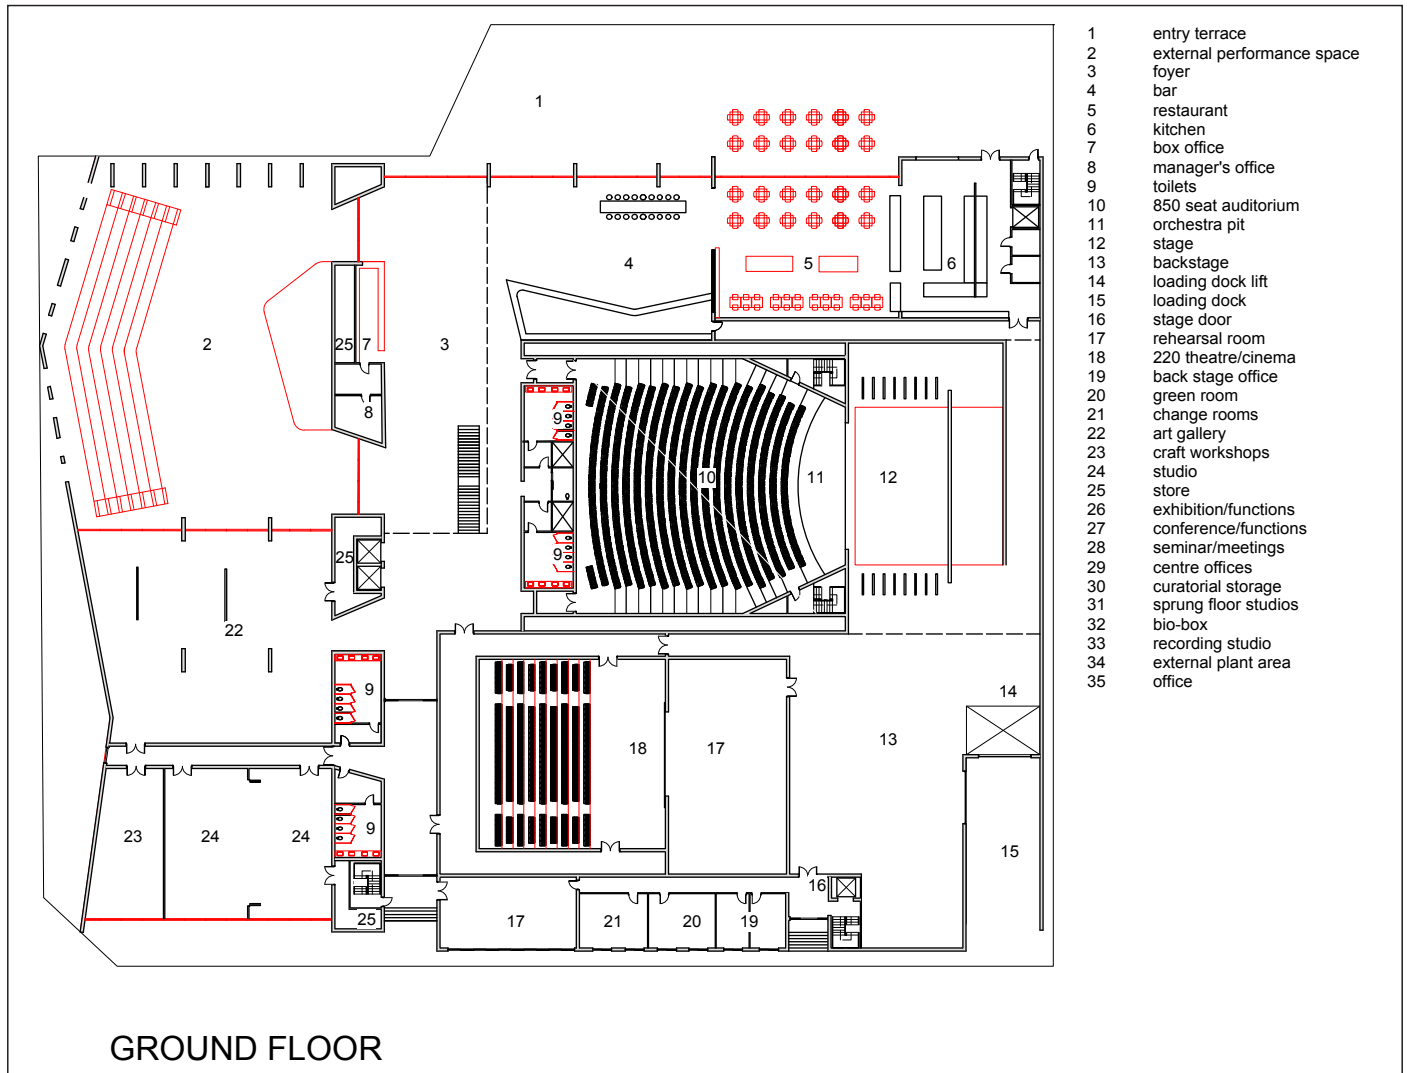 1 entry terrace
2 external performance space
3 foyer
4 bar
5 restaurant
6 kitchen
7 box office
8 manager's office
9 toilets
10 850 seat auditorium
11 orchestra pit
12 stage
13 backstage
14 loading dock lift
15 loading dock
16 stage door
17 rehearsal room
18 220 theatre/cinema
19 back stage office
20 green room
21 change rooms
22 art gallery
23 craft workshops
24 studio
25 store
26 exhibition/functions
27 conference/functions
28 seminar/meetings
29 centre offices
30 curatorial storage
31 sprung floor studios
32 bio-box
33 recording studio
34 external plant area
35 office
1
4
5
6
2
25
7
3
8
9
10
11
12
9
25
22
9
14
18
17
13
23
24
24
9
15
16
25
17
21
20
19
GROUND FLOOR